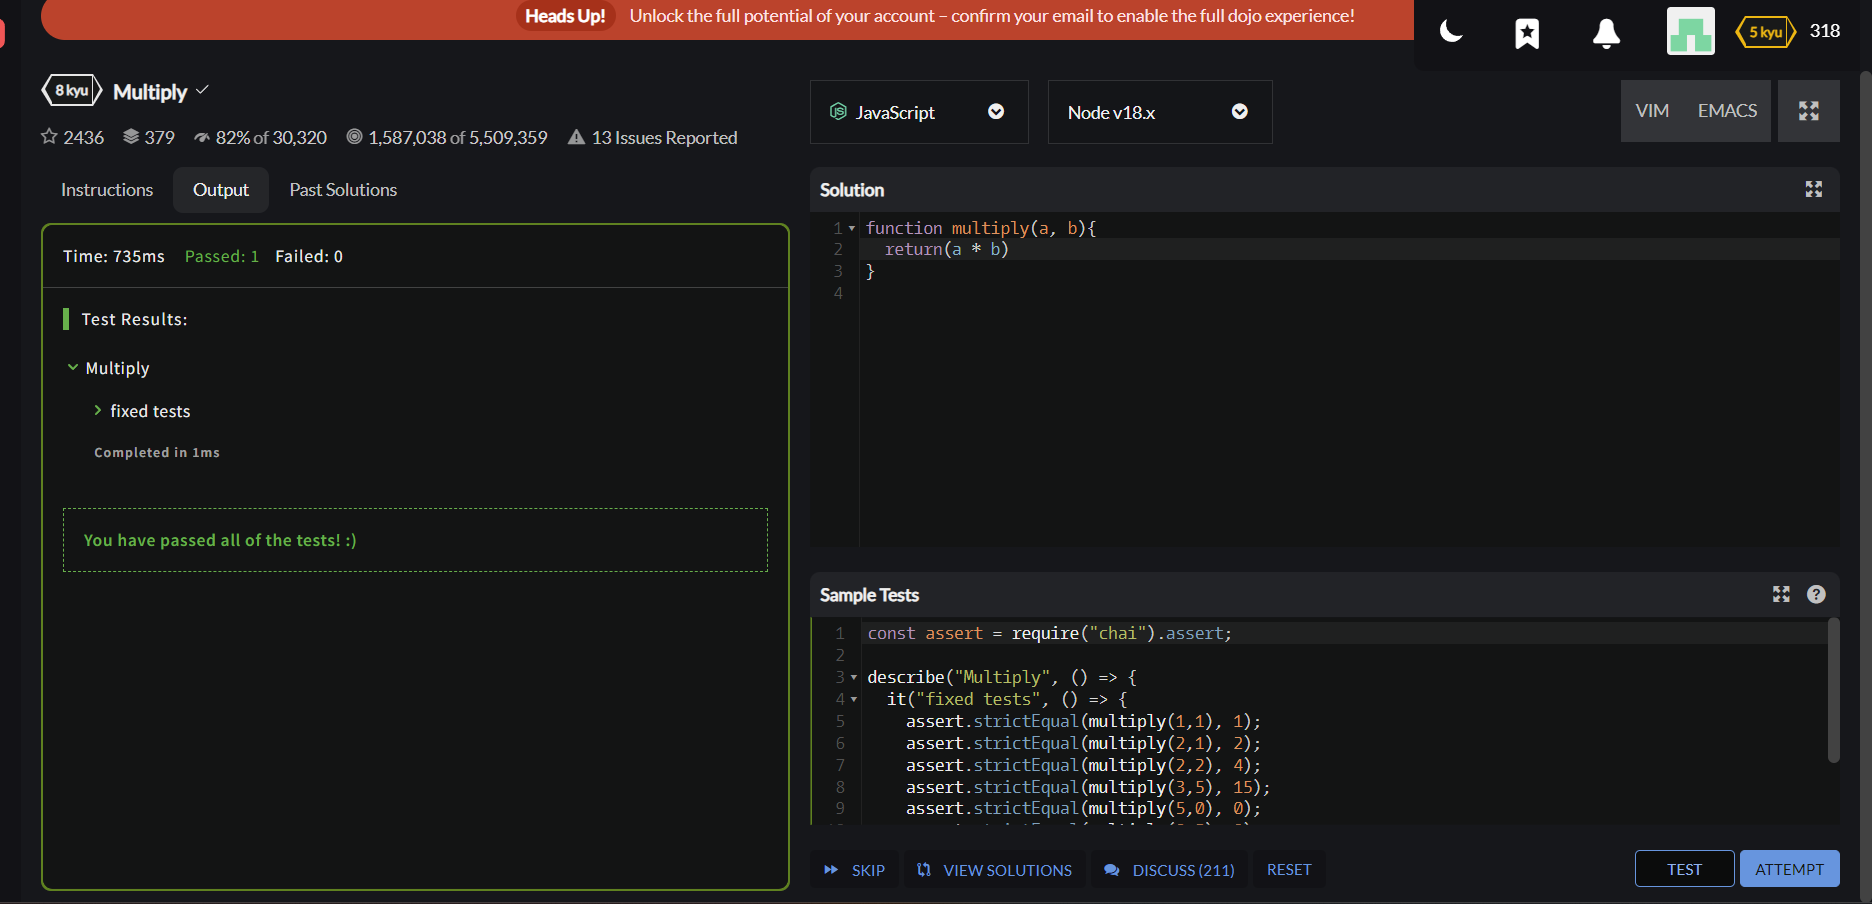 Heads Up! Unlock the full potential of your account – confirm your email to enable the full dojo experience!
5 kyu 318
8 kyu Multiply
2436 379 82% of 30,320 1,587,038 of 5,509,359 13 Issues Reported
JavaScript
Node v18.x
VIM EMACS
Instructions Output Past Solutions
Time: 735ms Passed: 1 Failed: 0
Test Results:
Multiply
fixed tests
Completed in 1ms
You have passed all of the tests! :)
Solution
1 function multiply(a, b){
2   return(a * b)
3 }
4
Sample Tests
?
1 const assert = require("chai").assert;
2
3 describe("Multiply", () => {
4   it("fixed tests", () => {
5     assert.strictEqual(multiply(1,1), 1);
6     assert.strictEqual(multiply(2,1), 2);
7     assert.strictEqual(multiply(2,2), 4);
8     assert.strictEqual(multiply(3,5), 15);
9     assert.strictEqual(multiply(5,0), 0);
SKIP VIEW SOLUTIONS DISCUSS (211) RESET
TEST ATTEMPT